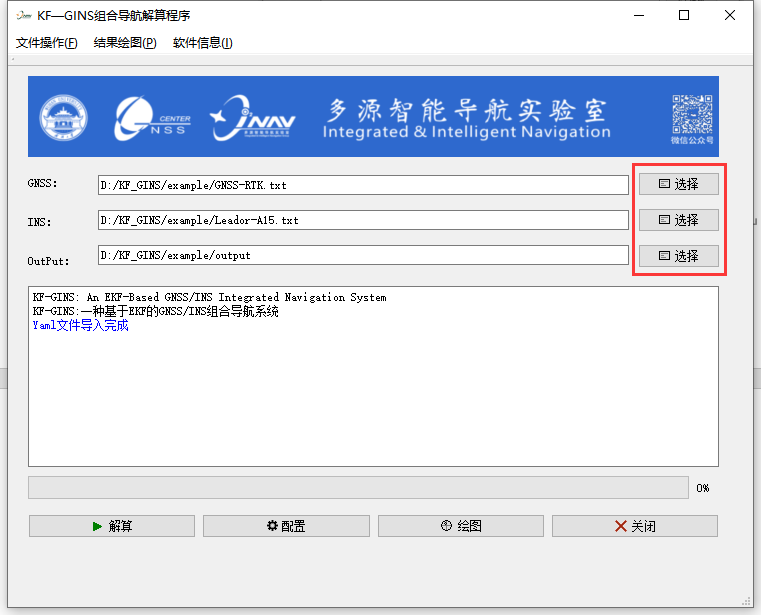 KF—GINS组合导航解算程序
文件操作(F) 结果绘图(P) 软件信息(I)
CENTER
NSS
INAV
多源智能导航实验室
Integrated & Intelligent Navigation
微信公众号
GNSS: D:/KF_GINS/example/GNSS-RTK.txt 选择
INS: D:/KF_GINS/example/Leador-A15.txt 选择
OutPut: D:/KF_GINS/example/output 选择
KF-GINS: An EKF-Based GNSS/INS Integrated Navigation System
KF-GINS:一种基于EKF的GNSS/INS组合导航系统
Yaml文件导入完成
0%
解算 配置 绘图 关闭